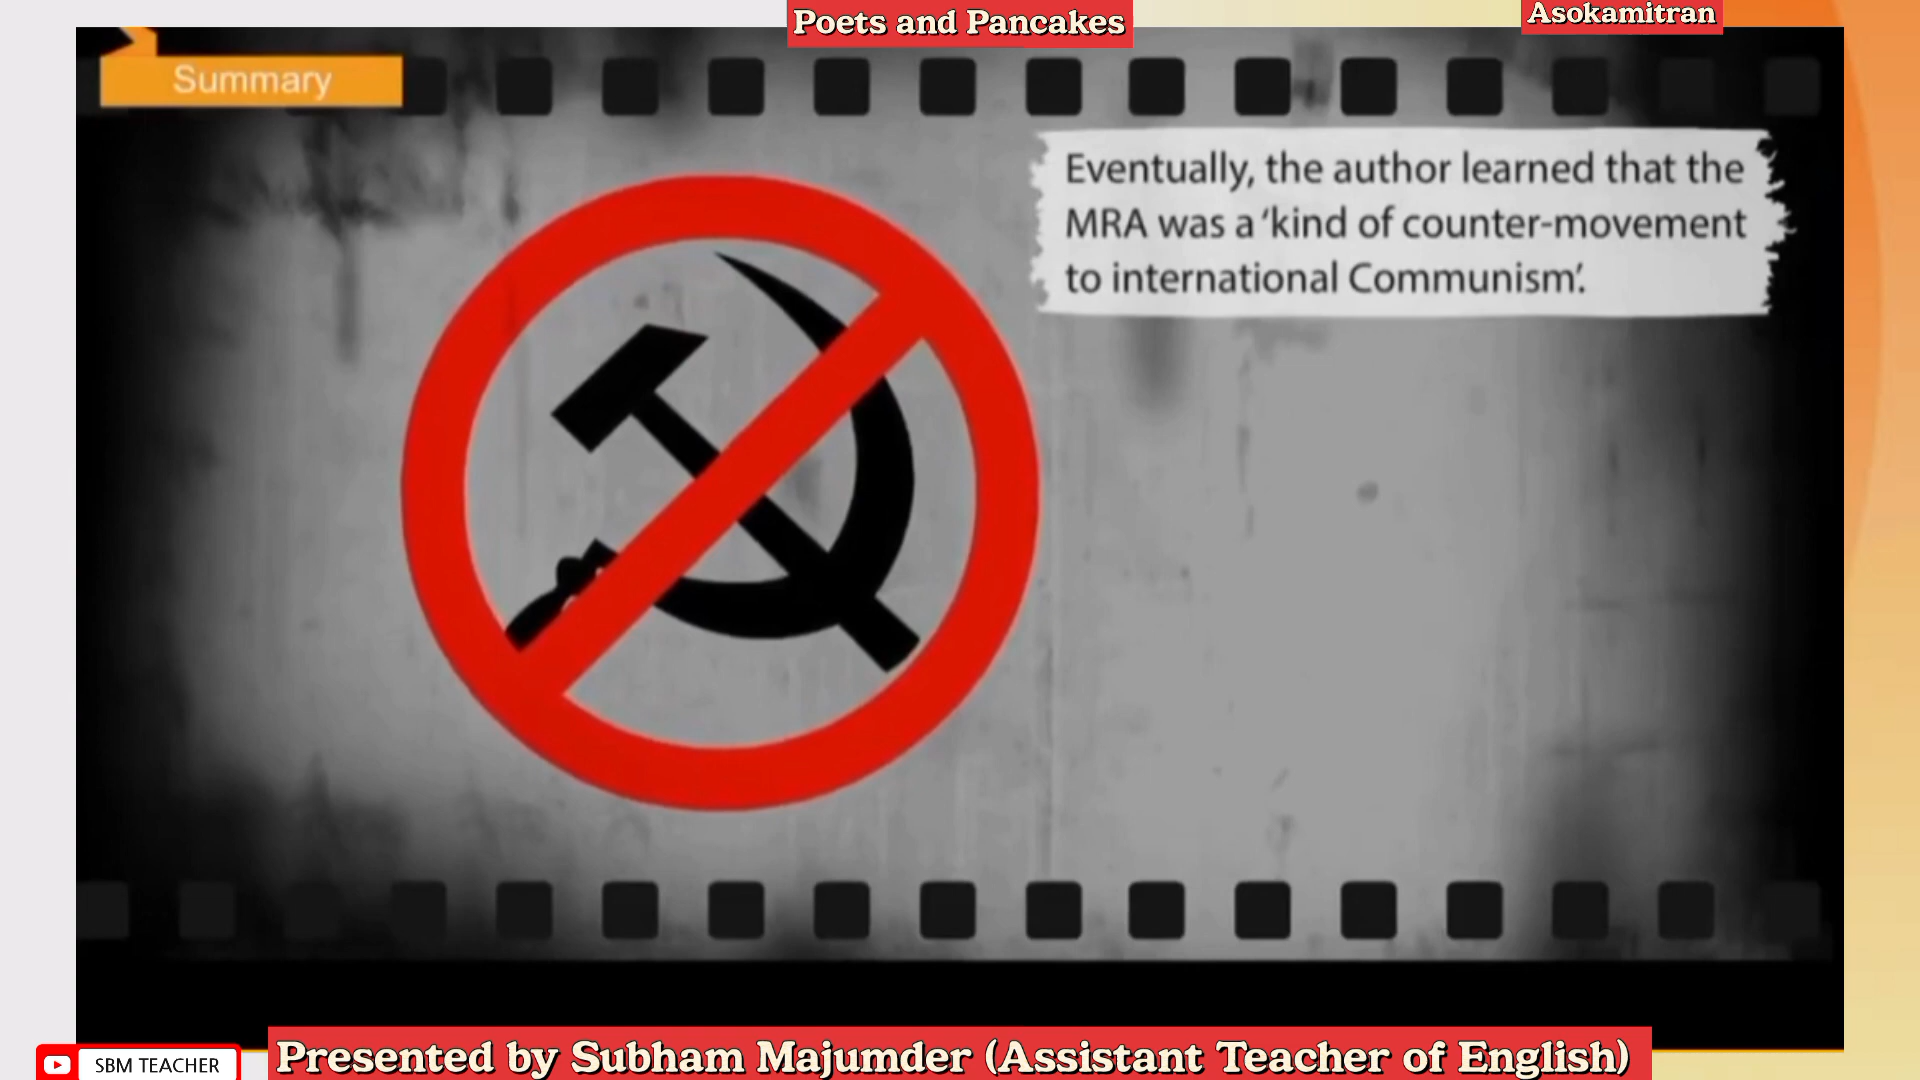 Poets and Pancakes
Asokamitran
Summary
Eventually, the author learned that the
MRA was a ‘kind of counter-movement
to international Communism’.
SBM TEACHER
Presented by Subham Majumder (Assistant Teacher of English)